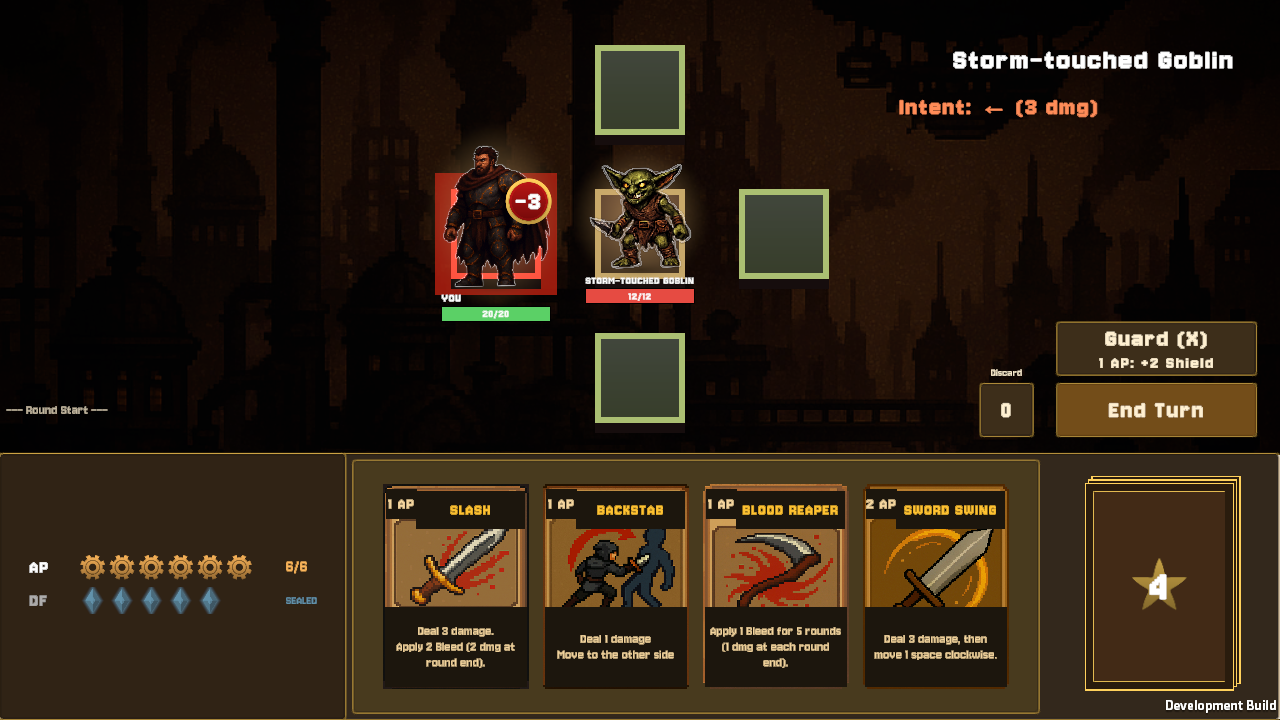 Storm-touched Goblin
Intent: ← (3 dmg)
-3
STORM-TOUCHED GOBLIN
12/12
YOU
20/20
Guard (X)
1 AP: +2 Shield
Discard
0
End Turn
--- Round Start ---
AP
6/6
DF
SEALED
1 AP
SLASH
Deal 3 damage.
Apply 2 Bleed (2 dmg at
round end).
1 AP
BACKSTAB
Deal 1 damage
Move to the other side
1 AP
BLOOD REAPER
Apply 1 Bleed for 5 rounds
(1 dmg at each round
end).
2 AP
SWORD SWING
Deal 3 damage, then
move 1 space clockwise.
4
Development Build